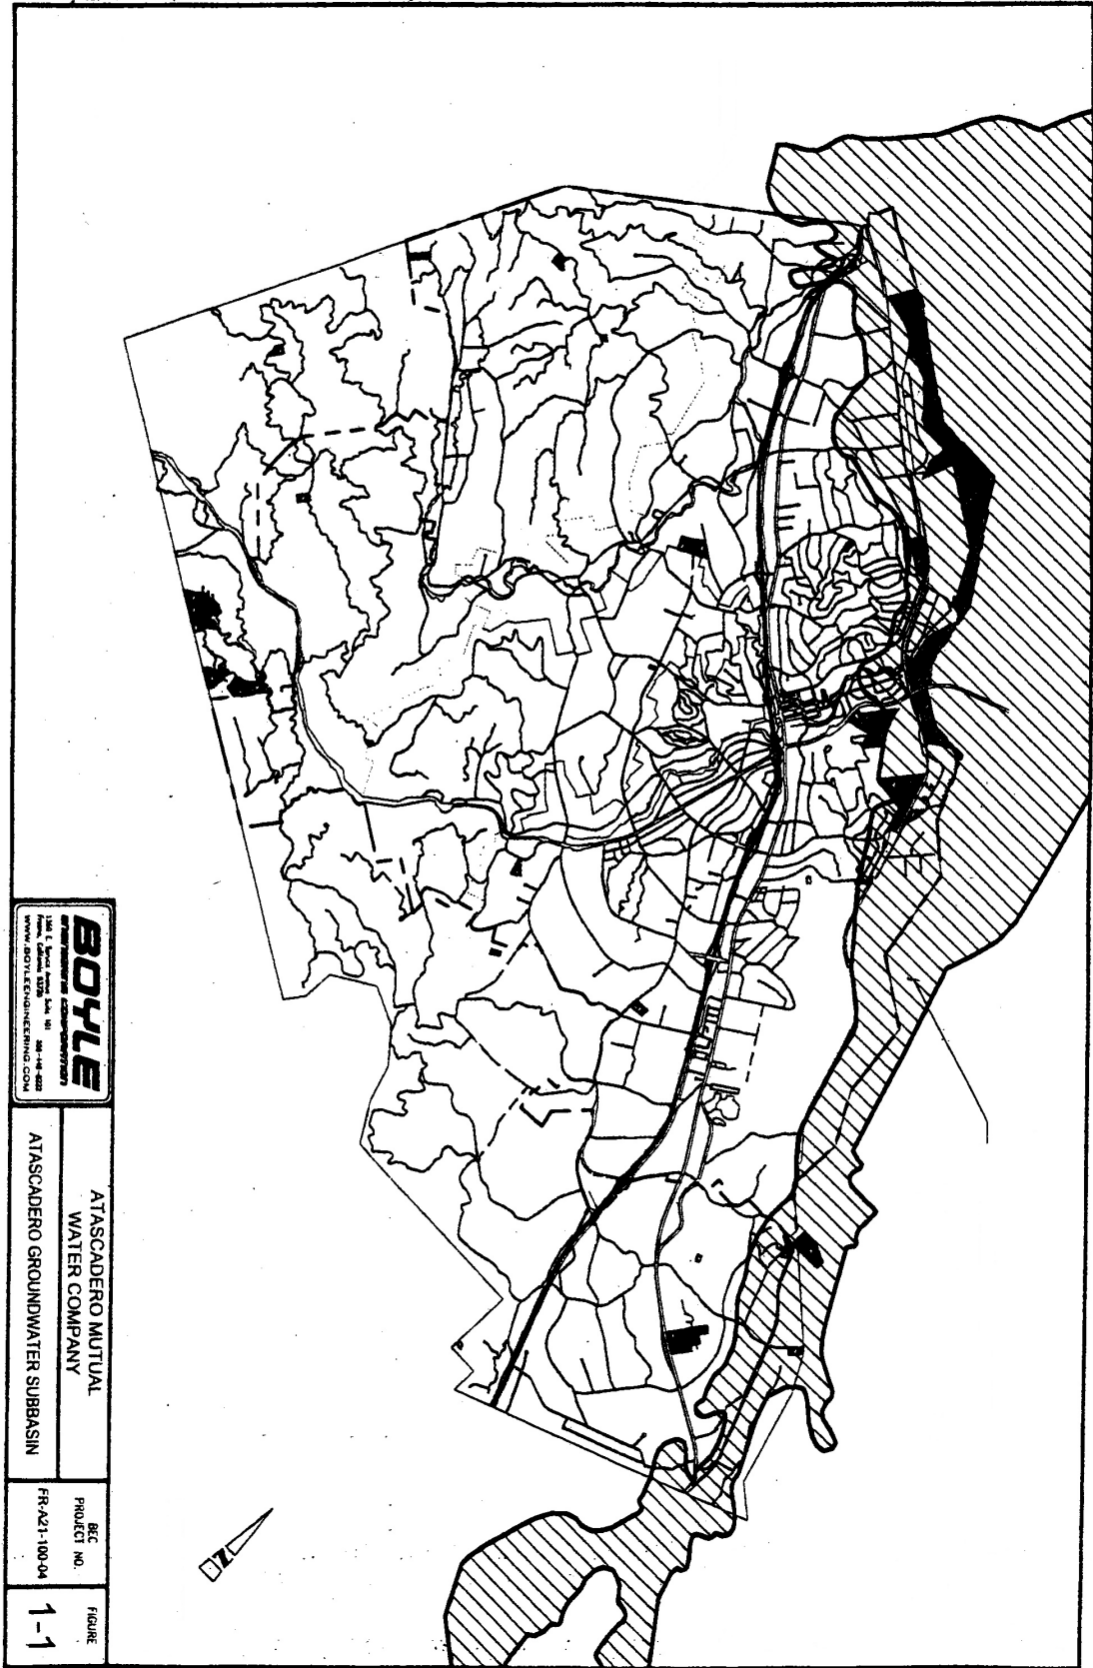 BOYLE
ENGINEERING CORPORATION
WWW.BOYLEENGINEERING.COM
ATASCADERO MUTUAL
WATER COMPANY
ATASCADERO GROUNDWATER SUBBASIN
BEC
PROJECT NO.
FR-A21-100-04
FIGURE
1-1
N